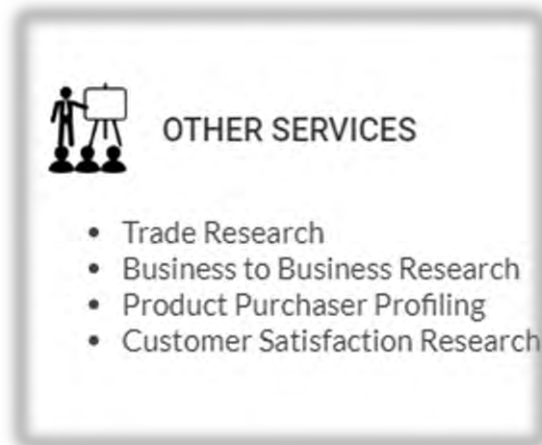 OTHER SERVICES
• Trade Research
• Business to Business Research
• Product Purchaser Profiling
• Customer Satisfaction Research